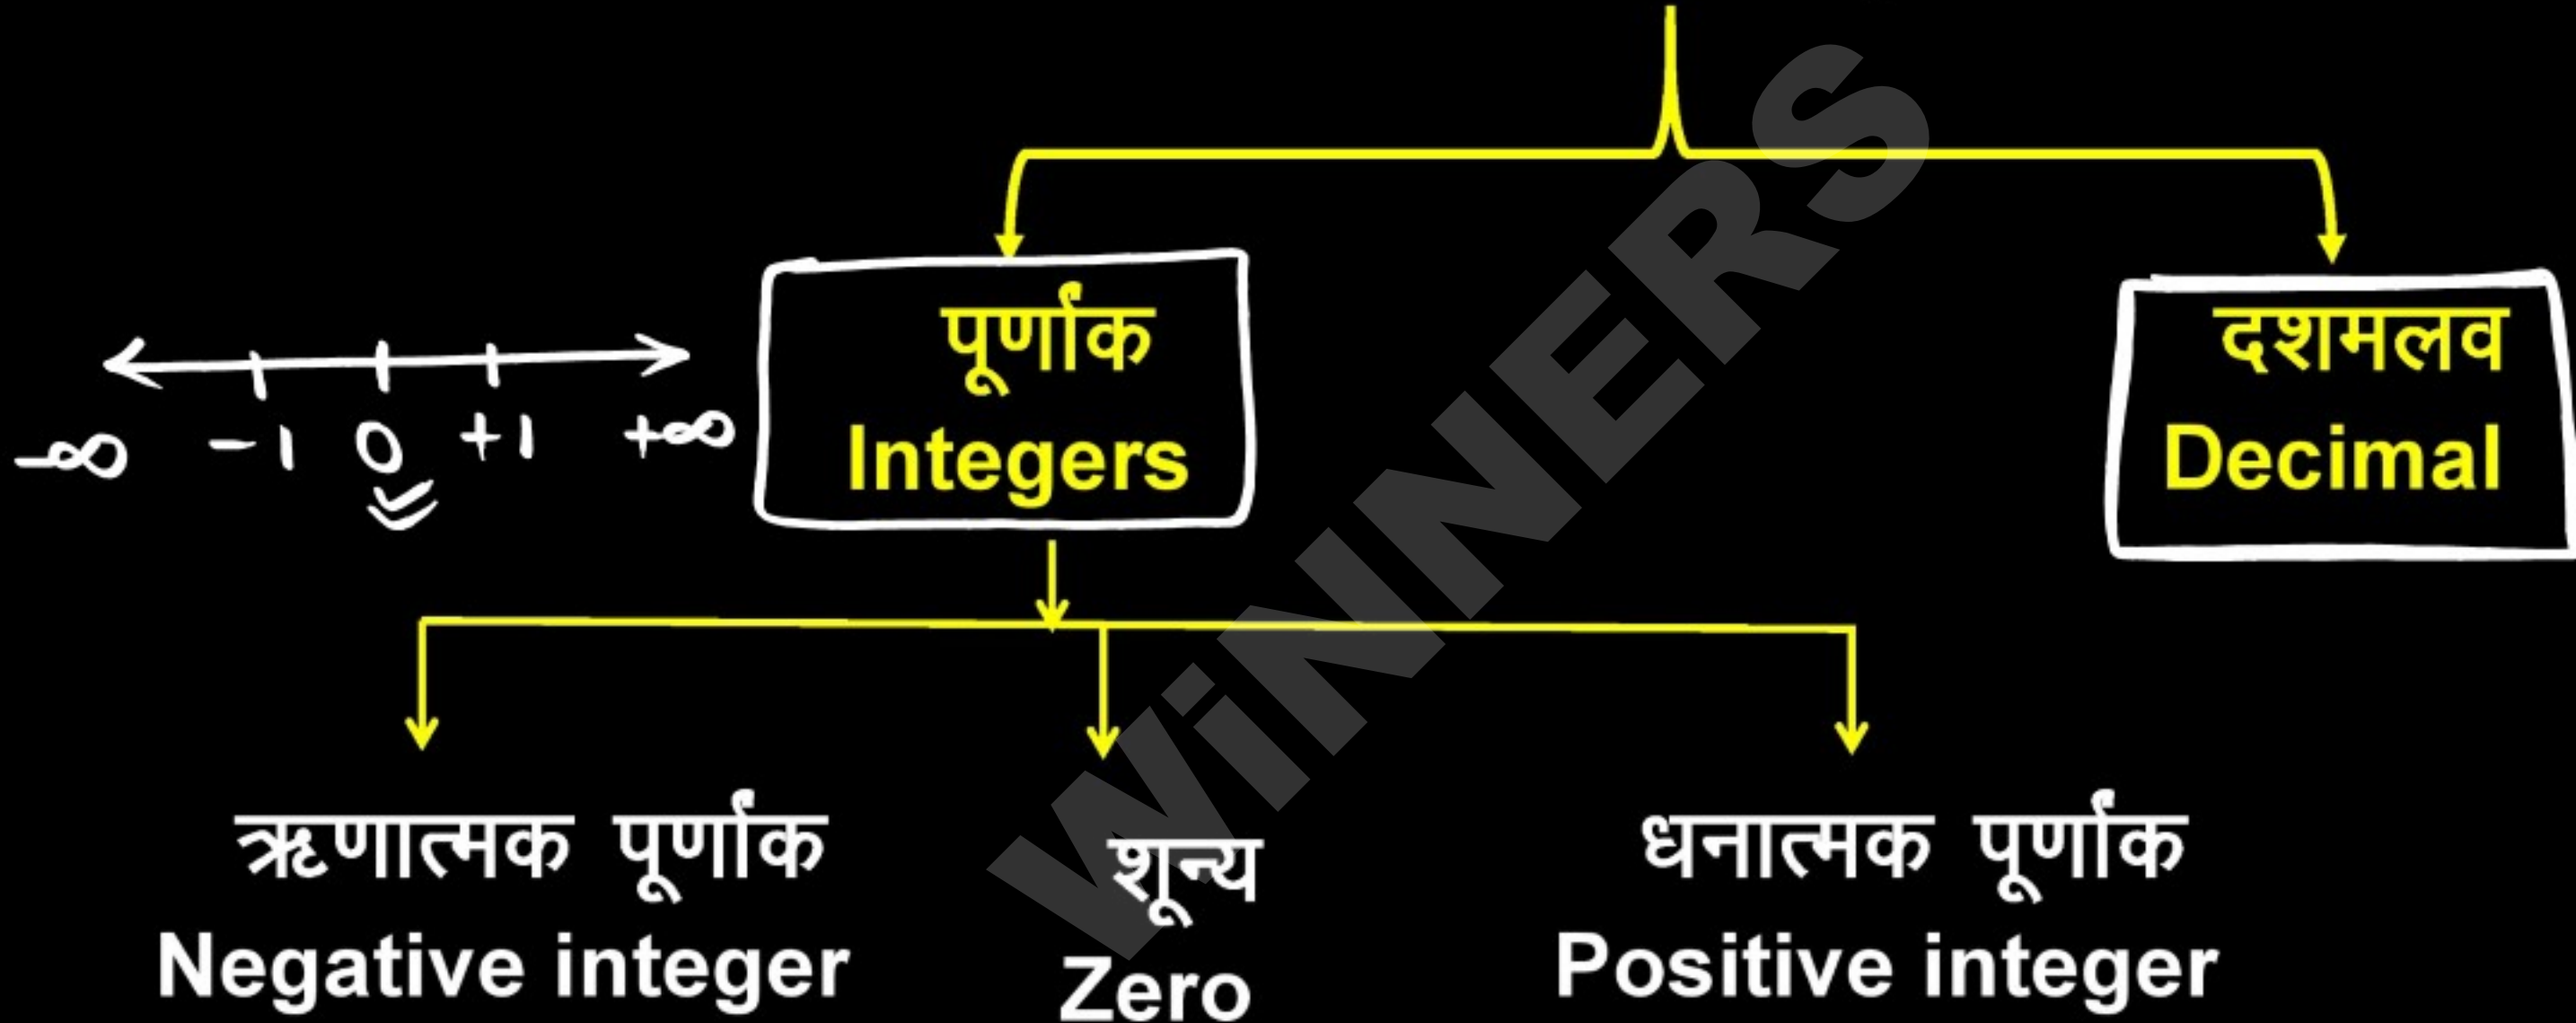 पूर्णांक
Integers
दशमलव
Decimal
-∞ -1 0 +1 +∞
ऋणात्मक पूर्णांक
Negative integer
शून्य
Zero
धनात्मक पूर्णांक
Positive integer
WiNNERS